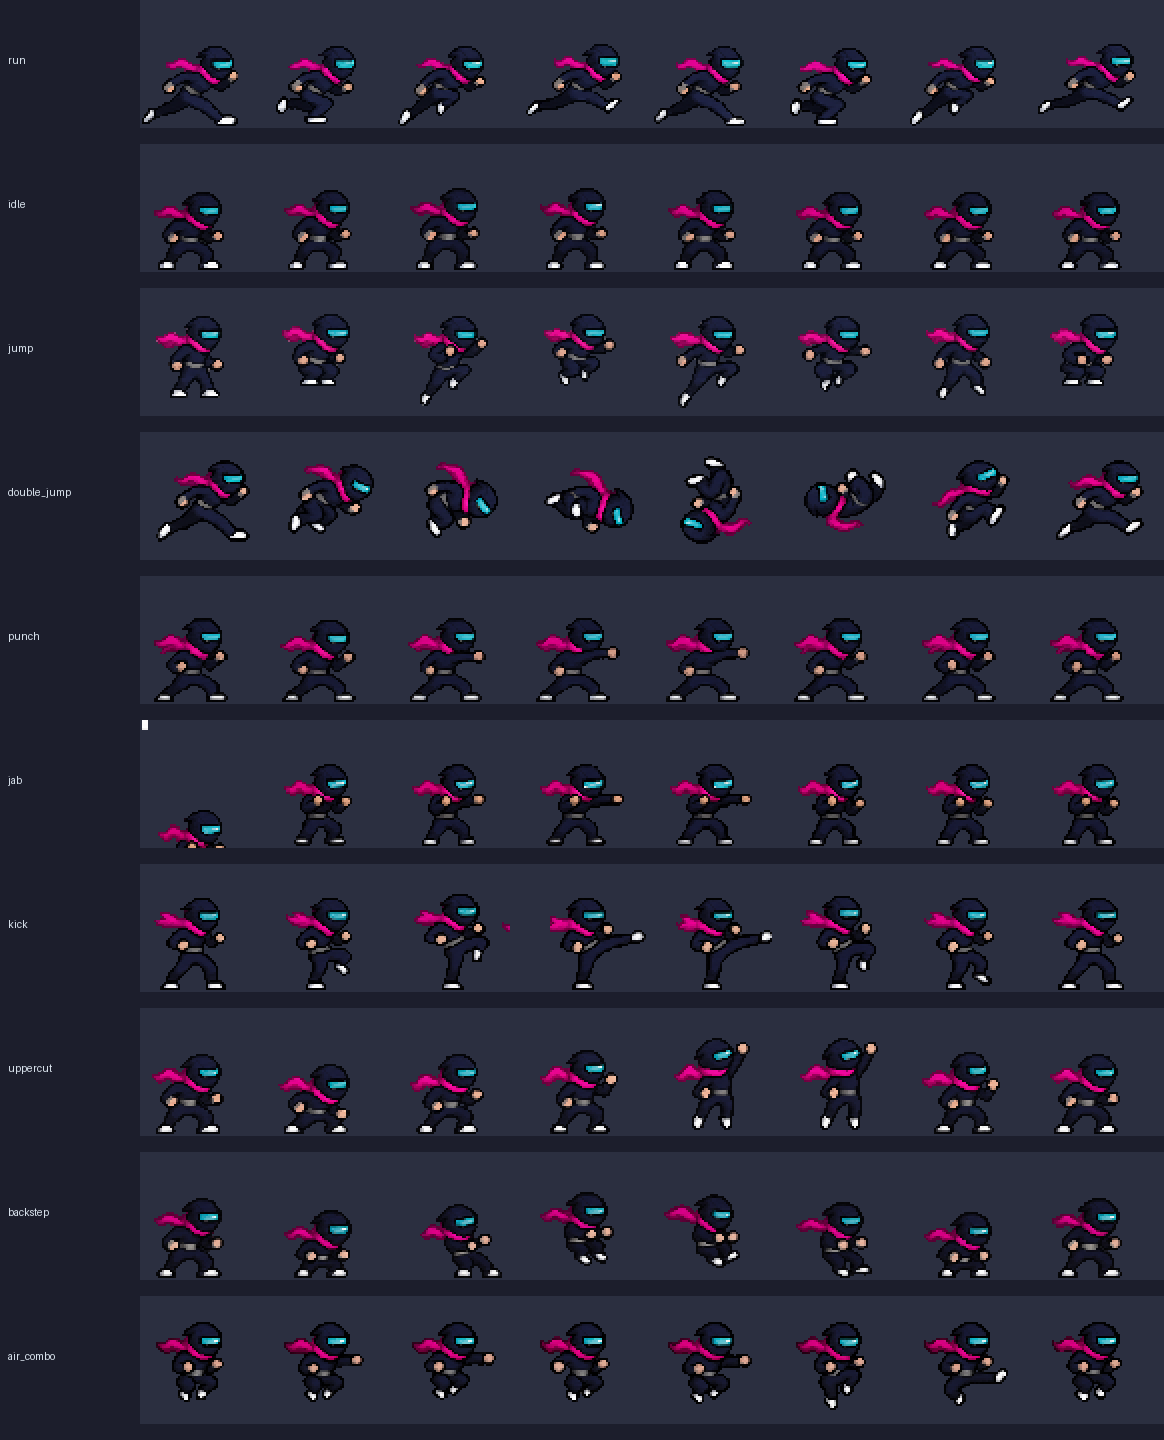 run
idle
jump
double_jump
punch
jab
kick
uppercut
backstep
air_combo